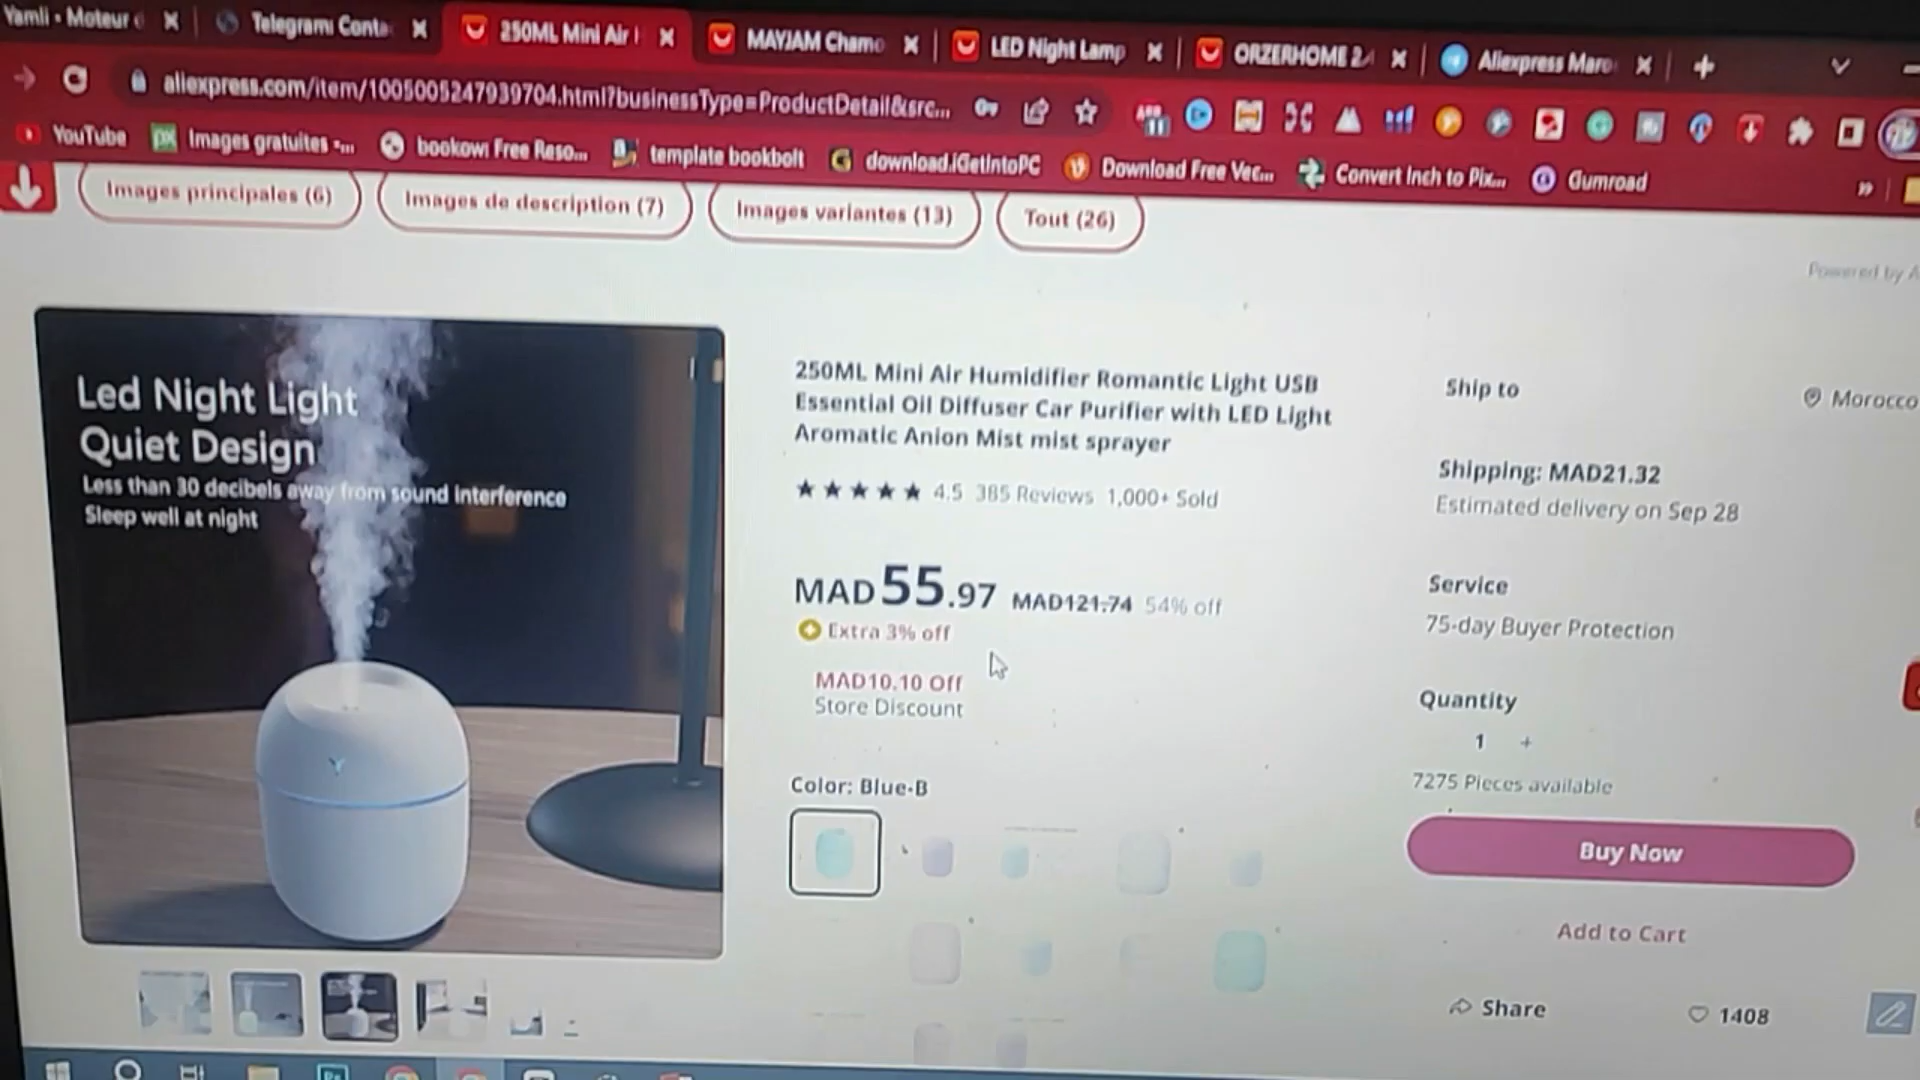 Yamli • Moteur
Telegram: Conta
250ML Mini Air
MAYJAM Chamo
LED Night Lamp
ORZERHOME 2
Aliexpress Maro
aliexpress.com/item/1005005247939704.html?businessType=ProductDetail&src...
YouTube
Images gratuites -...
bookow: Free Reso...
template bookbolt
download.iGetintoPC
Download Free Vec...
Convert Inch to Pix...
Gumroad
Images principales (6)
Images de description (7)
Images variantes (13)
Tout (26)
Powered by A
Led Night Light
Quiet Design
Less than 30 decibels away from sound interference
Sleep well at night
250ML Mini Air Humidifier Romantic Light USB
Essential Oil Diffuser Car Purifier with LED Light
Aromatic Anion Mist mist sprayer
4.5 385 Reviews 1,000+ Sold
MAD55.97 MAD121.74 54% off
Extra 3% off
MAD10.10 Off
Store Discount
Color: Blue-B
Ship to
Morocco
Shipping: MAD21.32
Estimated delivery on Sep 28
Service
75-day Buyer Protection
Quantity
1 +
7275 Pieces available
Buy Now
Add to Cart
Share
1408